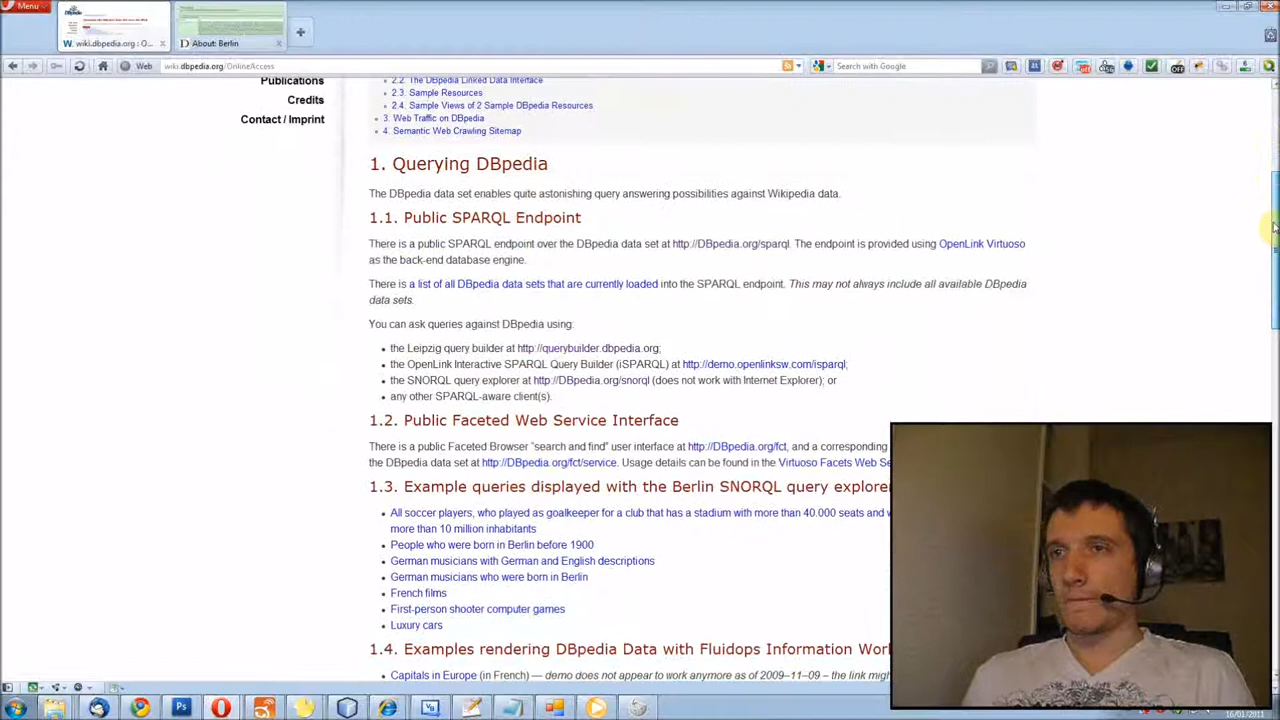 Menu
wiki.dbpedia.org : O...
About: Berlin
Web
wiki.dbpedia.org/OnlineAccess
Search with Google
Publications
Credits
Contact / Imprint
2.2. The DBpedia Linked Data Interface
2.3. Sample Resources
2.4. Sample Views of 2 Sample DBpedia Resources
3. Web Traffic on DBpedia
4. Semantic Web Crawling Sitemap
1. Querying DBpedia
The DBpedia data set enables quite astonishing query answering possibilities against Wikipedia data.
1.1. Public SPARQL Endpoint
There is a public SPARQL endpoint over the DBpedia data set at http://DBpedia.org/sparql. The endpoint is provided using OpenLink Virtuoso
as the back-end database engine.
There is a list of all DBpedia data sets that are currently loaded into the SPARQL endpoint. This may not always include all available DBpedia
data sets.
You can ask queries against DBpedia using:
• the Leipzig query builder at http://querybuilder.dbpedia.org;
• the OpenLink Interactive SPARQL Query Builder (iSPARQL) at http://demo.openlinksw.com/isparql;
• the SNORQL query explorer at http://DBpedia.org/snorql (does not work with Internet Explorer); or
• any other SPARQL-aware client(s).
1.2. Public Faceted Web Service Interface
There is a public Faceted Browser "search and find" user interface at http://DBpedia.org/fct, and a corresponding
the DBpedia data set at http://DBpedia.org/fct/service. Usage details can be found in the Virtuoso Facets Web Se
1.3. Example queries displayed with the Berlin SNORQL query explorer
• All soccer players, who played as goalkeeper for a club that has a stadium with more than 40.000 seats and w
more than 10 million inhabitants
• People who were born in Berlin before 1900
• German musicians with German and English descriptions
• German musicians who were born in Berlin
• French films
• First-person shooter computer games
• Luxury cars
1.4. Examples rendering DBpedia Data with Fluidops Information Wor
• Capitals in Europe (in French) — demo does not appear to work anymore as of 2009–11–09 – the link migh
16/01/2011